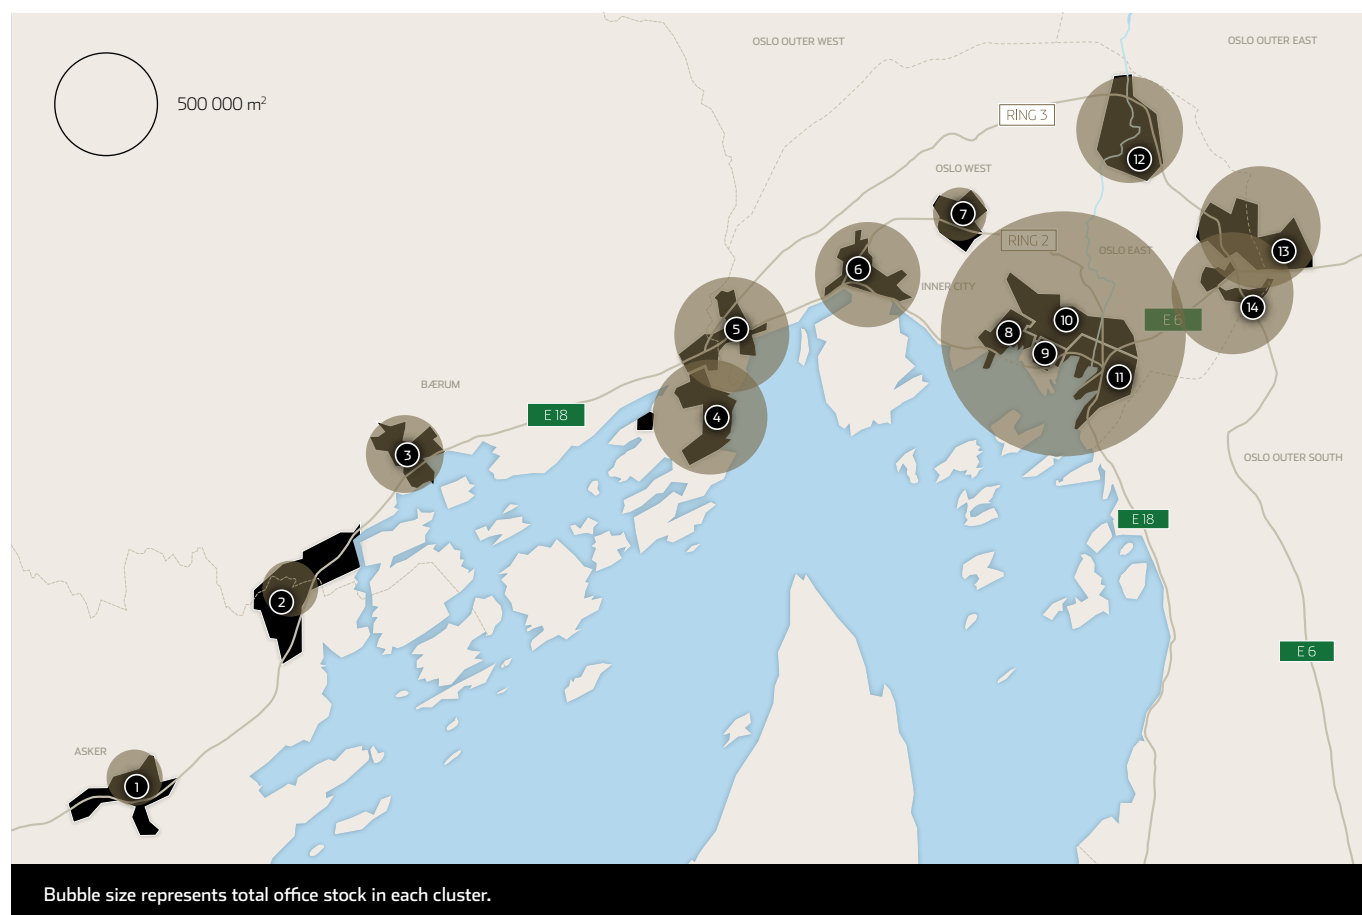 OSLO OUTER WEST
OSLO OUTER EAST
500 000 m²
RING 3
12
OSLO WEST
7
RING 2
OSLO EAST
13
6
INNER CITY
14
E 6
10
5
8
9
11
BÆRUM
E 18
4
3
OSLO OUTER SOUTH
E 18
2
E 6
ASKER
1
Bubble size represents total office stock in each cluster.